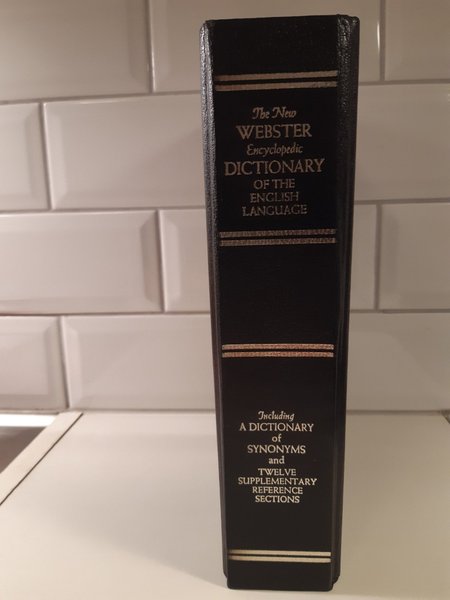 The New
WEBSTER
Encyclopedic
DICTIONARY
OF THE
ENGLISH
LANGUAGE
Including
A DICTIONARY
of
SYNONYMS
and
TWELVE
SUPPLEMENTARY
REFERENCE
SECTIONS